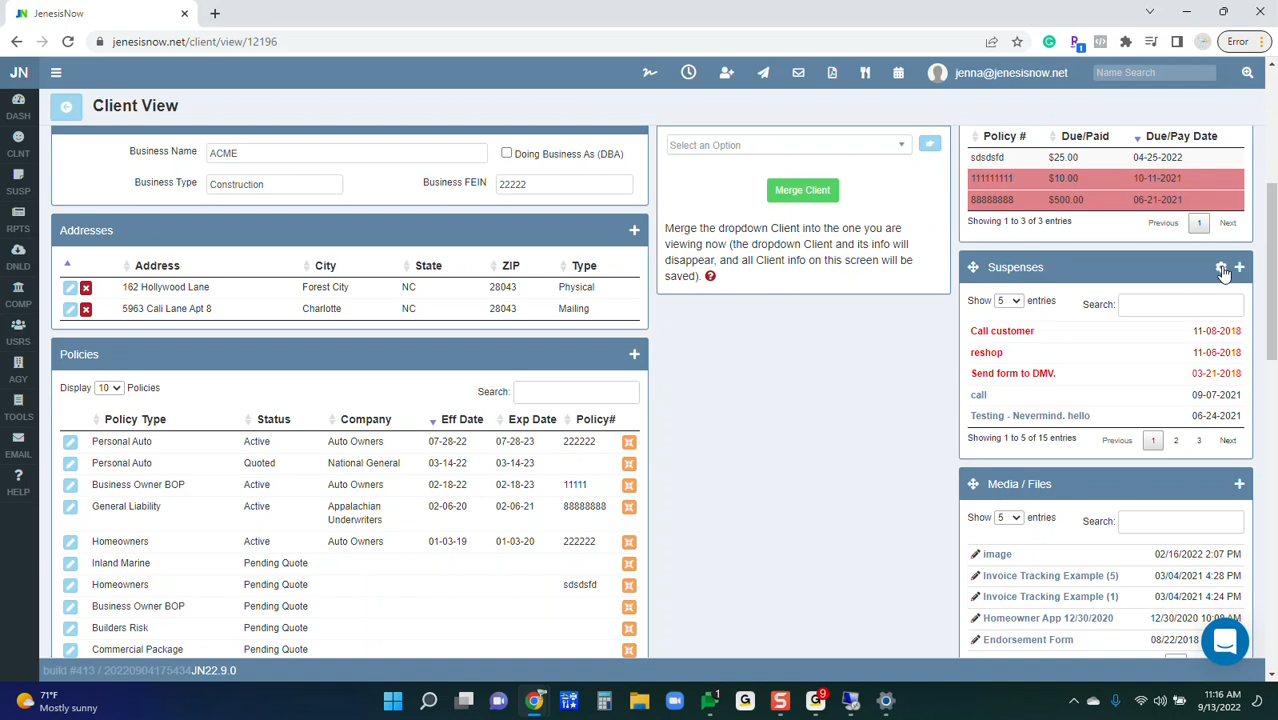 JenesisNow
jenesisnow.net/client/view/12196
Error
1
JN
jenna@jenesisnow.net
Name Search
Client View
DASH
CLNT
SUSP
RPTS
DNLD
COMP
USRS
AGY
TOOLS
EMAIL
HELP
Business Name ACME Doing Business As (DBA)
Business Type Construction Business FEIN 22222
Addresses
Address City State ZIP Type
162 Hollywood Lane Forest City NC 28043 Physical
5963 Cali Lane Apt 8 Charlotte NC 28043 Mailing
Policies
Display 10 Policies Search:
Policy Type Status Company Eff Date Exp Date Policy#
Personal Auto Active Auto Owners 07-28-22 07-28-23 222222
Personal Auto Quoted National General 03-14-22 03-14-23
Business Owner BOP Active Auto Owners 02-18-22 02-18-23 11111
General Liability Active Appalachian Underwriters 02-06-20 02-06-21 88888888
Homeowners Active Auto Owners 01-03-19 01-03-20 222222
Inland Marine Pending Quote
Homeowners Pending Quote sdsdsfd
Business Owner BOP Pending Quote
Builders Risk Pending Quote
Commercial Package Pending Quote
Select an Option
Merge Client
Merge the dropdown Client into the one you are
viewing now (the dropdown Client and its info will
disappear, and all Client info on this screen will be
saved). ?
Policy # Due/Paid Due/Pay Date
sdsdsfd $25.00 04-25-2022
111111111 $10.00 10-11-2021
88888888 $500.00 06-21-2021
Showing 1 to 3 of 3 entries Previous 1 Next
Suspenses
Show 5 entries Search:
Call customer 11-08-2018
reshop 11-06-2018
Send form to DMV. 03-21-2018
call 09-07-2021
Testing - Nevermind. hello 06-24-2021
Showing 1 to 5 of 15 entries Previous 1 2 3 Next
Media / Files
Show 5 entries Search:
image 02/16/2022 2:07 PM
Invoice Tracking Example (5) 03/04/2021 4:28 PM
Invoice Tracking Example (1) 03/04/2021 4:24 PM
Homeowner App 12/30/2020 12/30/2020 10:09 AM
Endorsement Form 08/22/2018
build #413 / 20220904175434 JN22.9.0
71°F
Mostly sunny
9
11:16 AM
9/13/2022